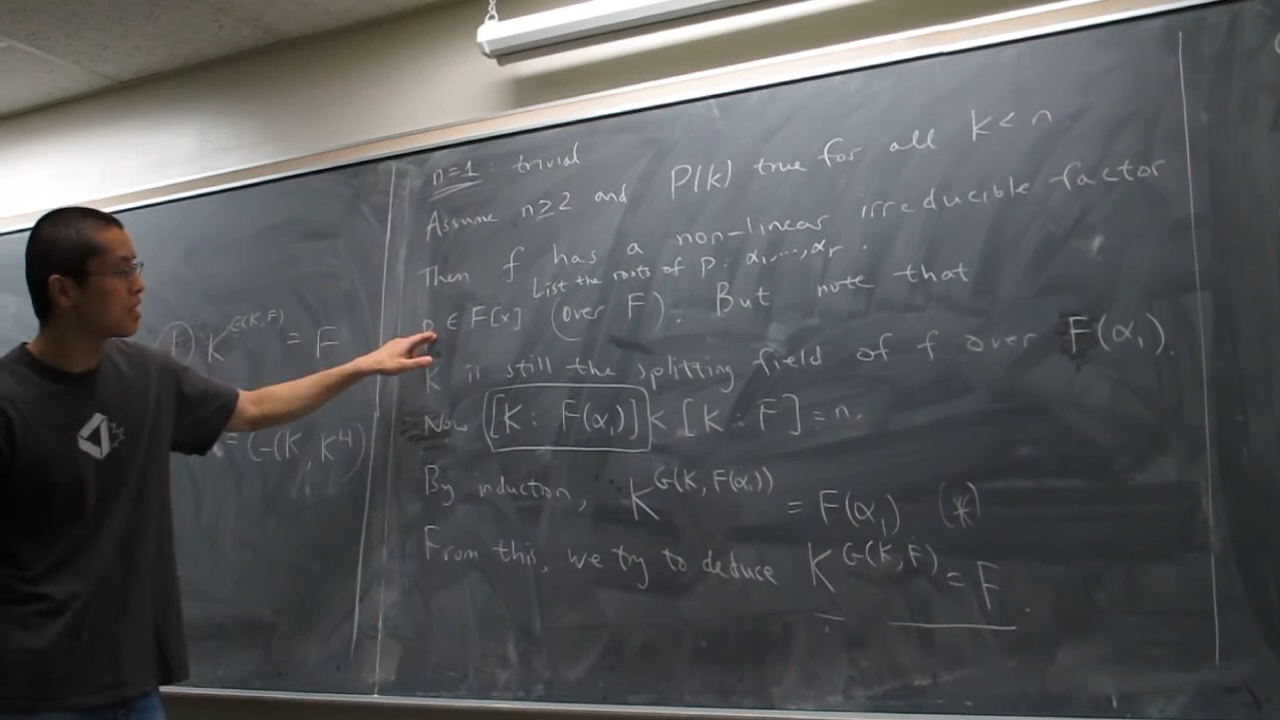 ① K^{G(K,F)} = F
= G(K, K^H)
n=1: trivial
Assume n≥2 and P(k) true for all k < n
Then f has a non-linear irreducible factor
List the roots of p: α₁,...,αᵣ.
p ∈ F[x] (over F). But note that
K is still the splitting field of f over F(α₁).
Now [K : F(α₁)] < [K : F] = n.
By induction, K^{G(K, F(α₁))} = F(α₁) (*)
From this, we try to deduce K^{G(K,F)} = F.